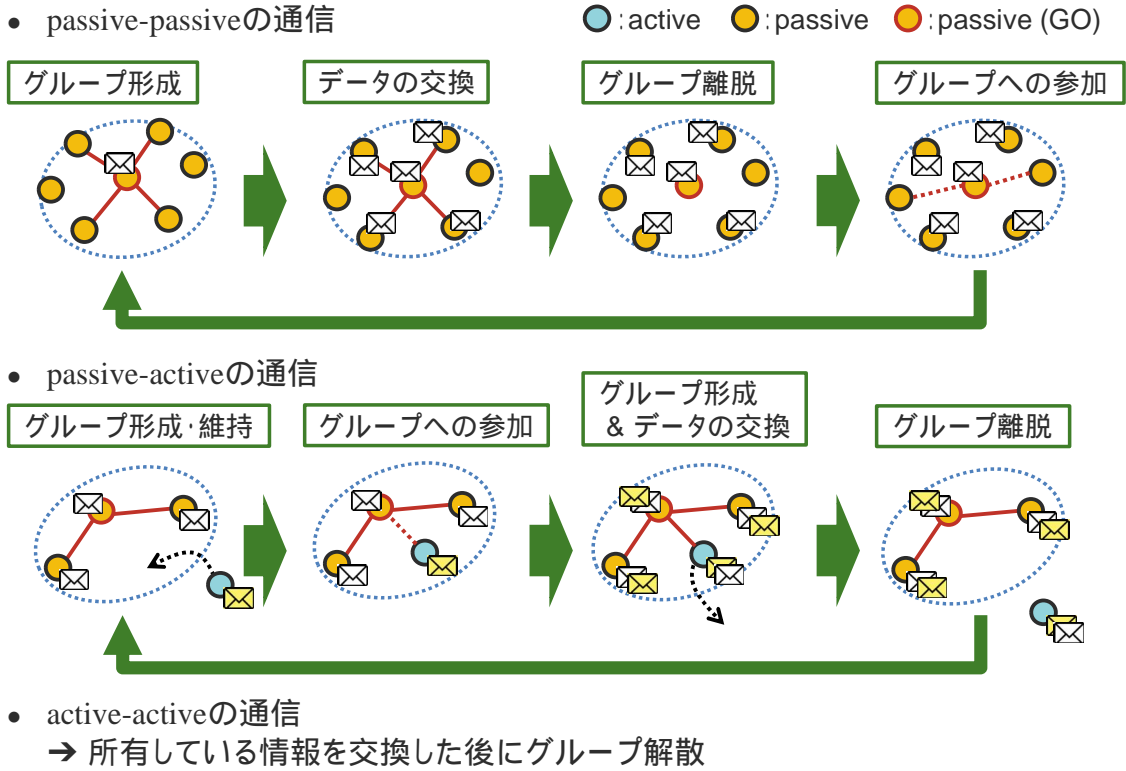 • passive-passiveの通信
:active :passive :passive (GO)
グループ形成
データの交換
グループ離脱
グループへの参加
• passive-activeの通信
グループ形成・維持
グループへの参加
グループ形成
& データの交換
グループ離脱
• active-activeの通信
➔ 所有している情報を交換した後にグループ解散